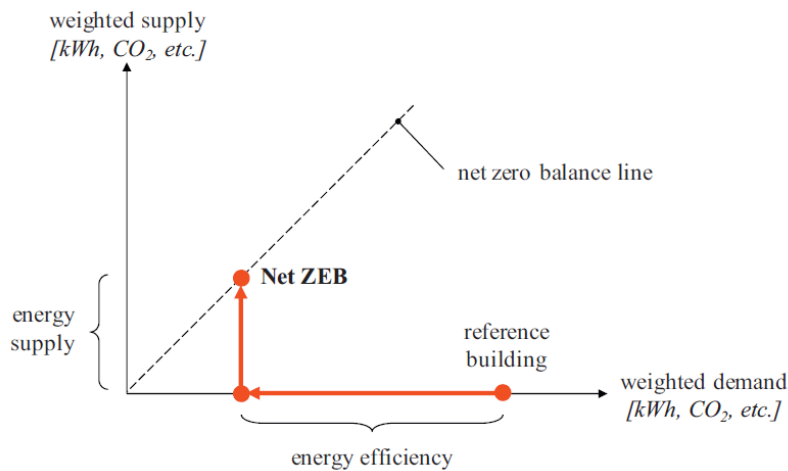 weighted supply
[kWh, CO₂, etc.]
net zero balance line
Net ZEB
energy
supply
reference
building
weighted demand
[kWh, CO₂, etc.]
energy efficiency